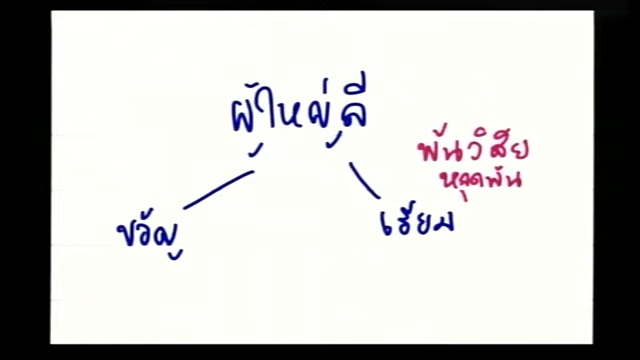 ผู้ใหญ่ลี
พ้นวิสัย
หลุดพ้น
ขวัญ
เรียม